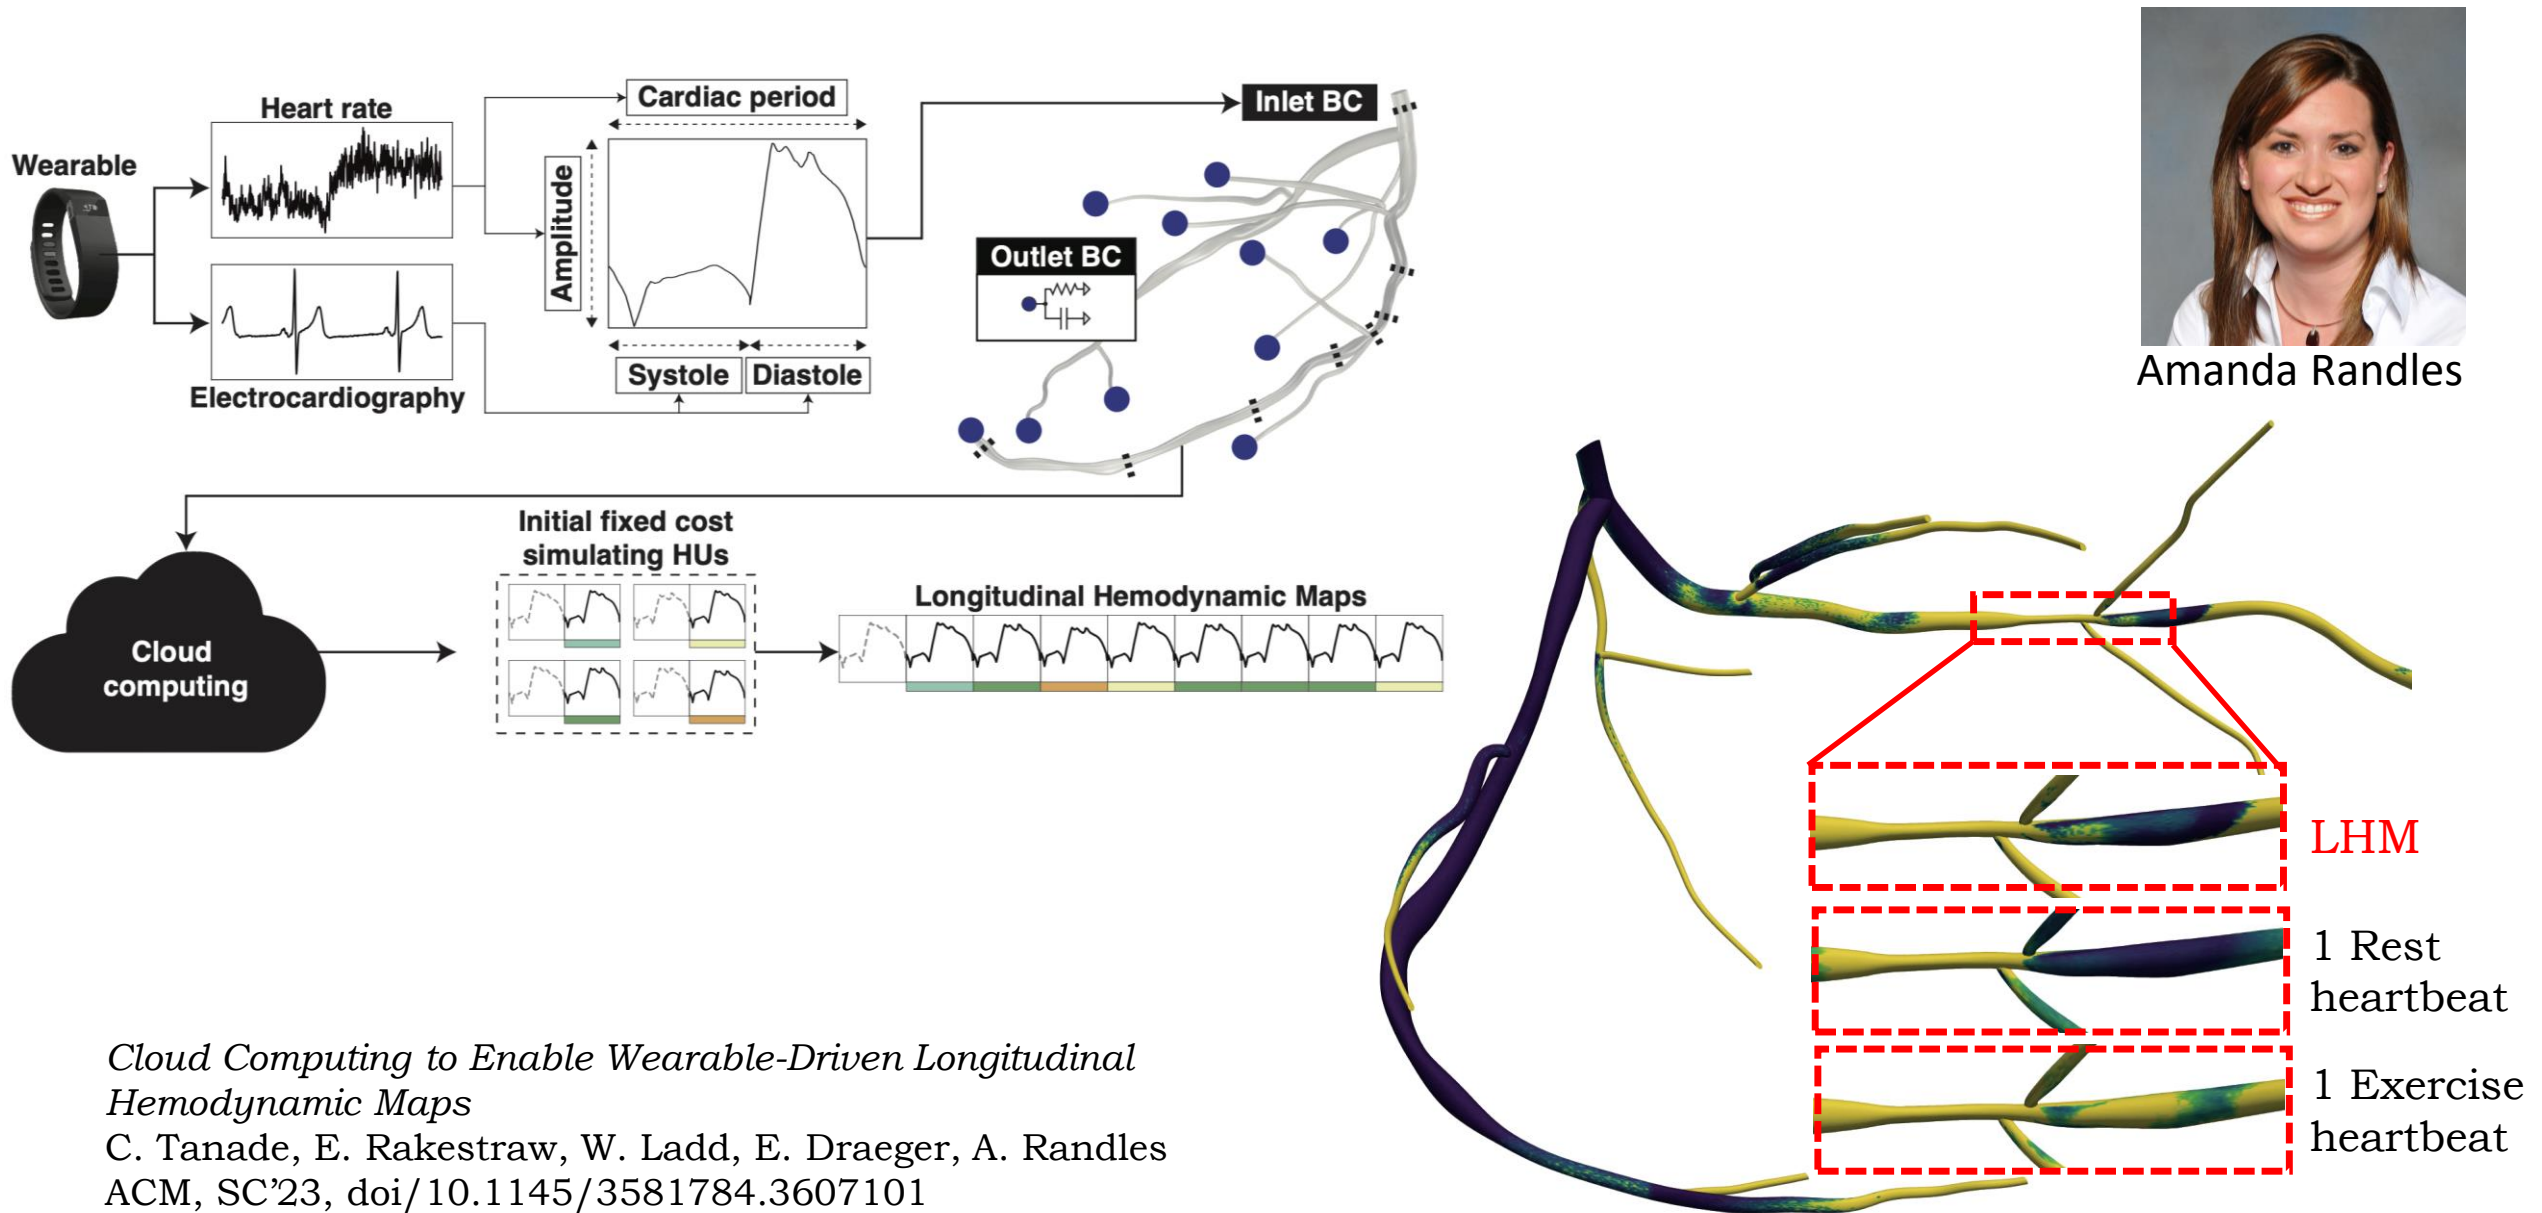 Wearable
Heart rate
Electrocardiography
Cardiac period
Amplitude
Systole
Diastole
Inlet BC
Outlet BC
Amanda Randles
Cloud
computing
Initial fixed cost
simulating HUs
Longitudinal Hemodynamic Maps
LHM
1 Rest
heartbeat
1 Exercise
heartbeat
Cloud Computing to Enable Wearable-Driven Longitudinal
Hemodynamic Maps
C. Tanade, E. Rakestraw, W. Ladd, E. Draeger, A. Randles
ACM, SC’23, doi/10.1145/3581784.3607101